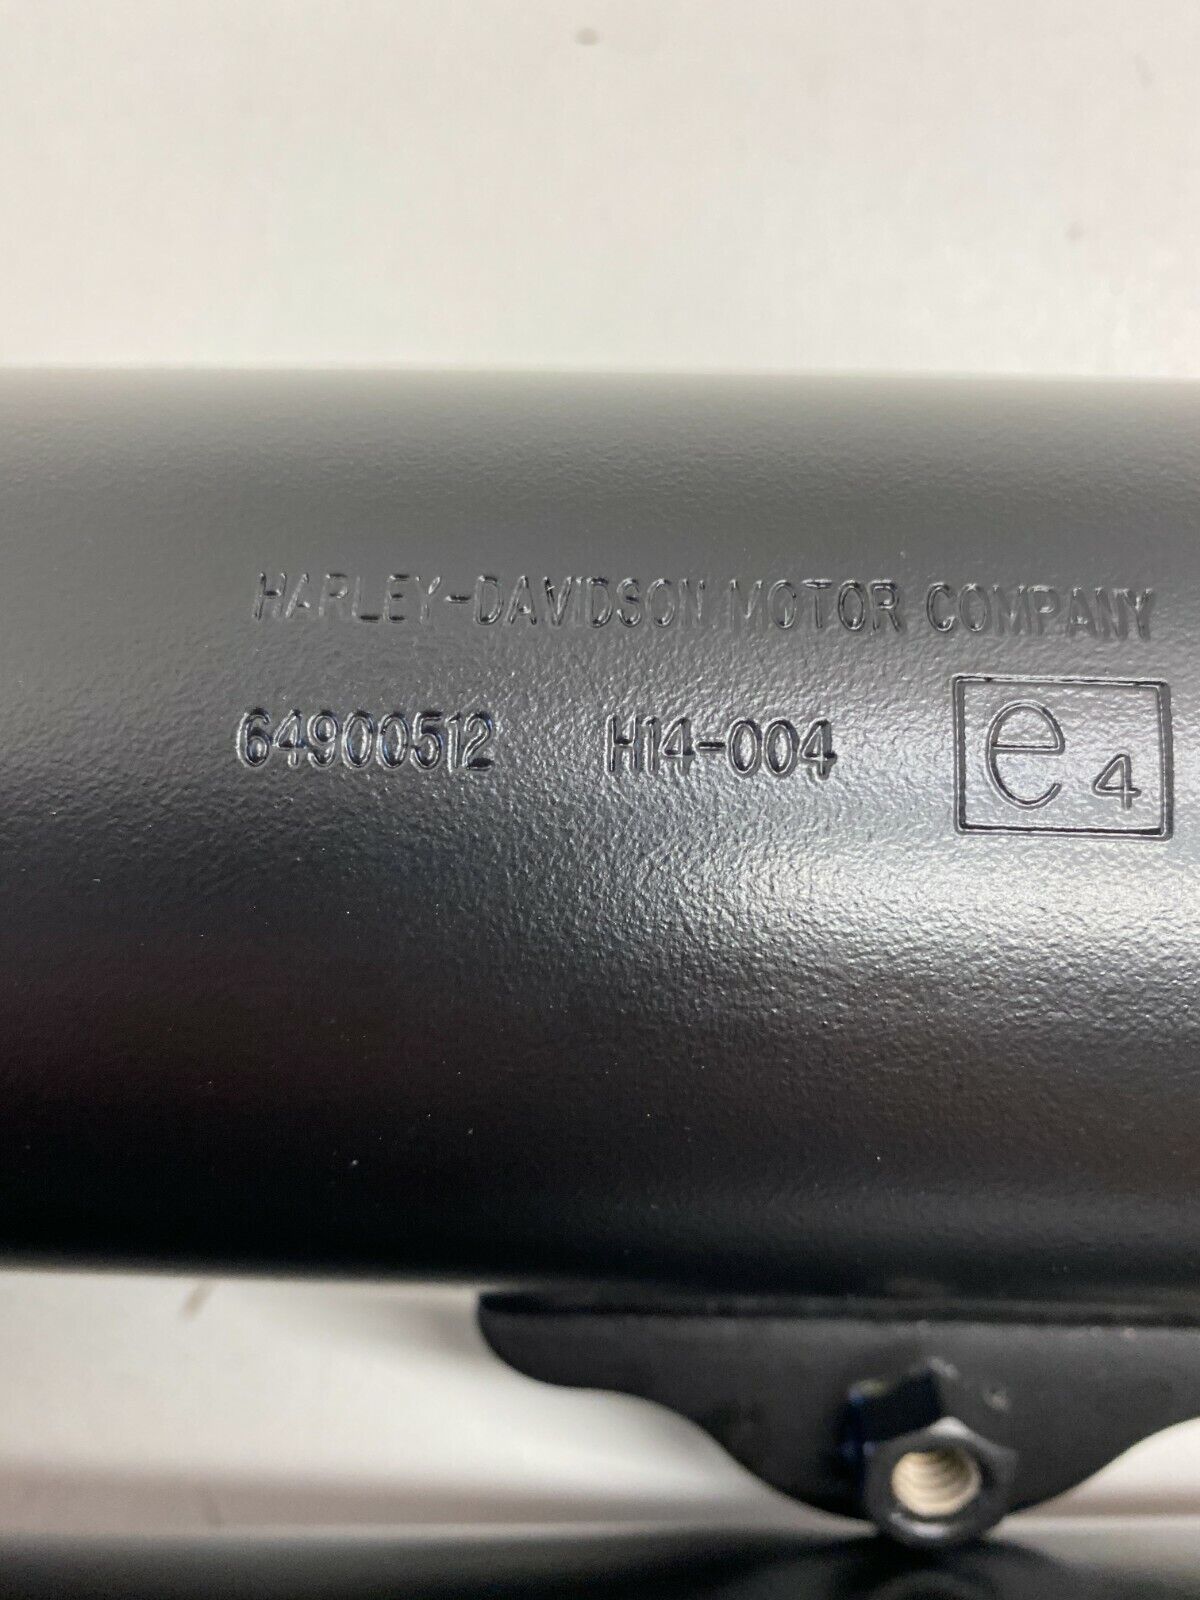 HARLEY-DAVIDSON MOTOR COMPANY
64900512 H14-004 e4